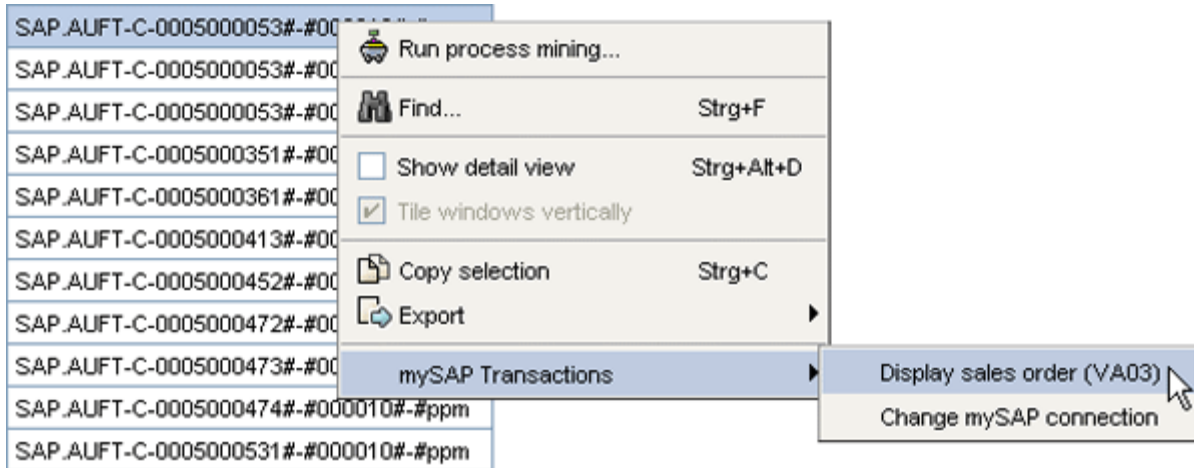 SAP.AUFT-C-0005000053#-#000010#-#
SAP.AUFT-C-0005000053#-#00
SAP.AUFT-C-0005000053#-#00
SAP.AUFT-C-0005000351#-#00
SAP.AUFT-C-0005000361#-#00
SAP.AUFT-C-0005000413#-#00
SAP.AUFT-C-0005000452#-#00
SAP.AUFT-C-0005000472#-#00
SAP.AUFT-C-0005000473#-#00
SAP.AUFT-C-0005000474#-#000010#-#ppm
SAP.AUFT-C-0005000531#-#000010#-#ppm
Run process mining...
Find... Strg+F
Show detail view Strg+Alt+D
Tile windows vertically
Copy selection Strg+C
Export
mySAP Transactions
Display sales order (VA03)
Change mySAP connection